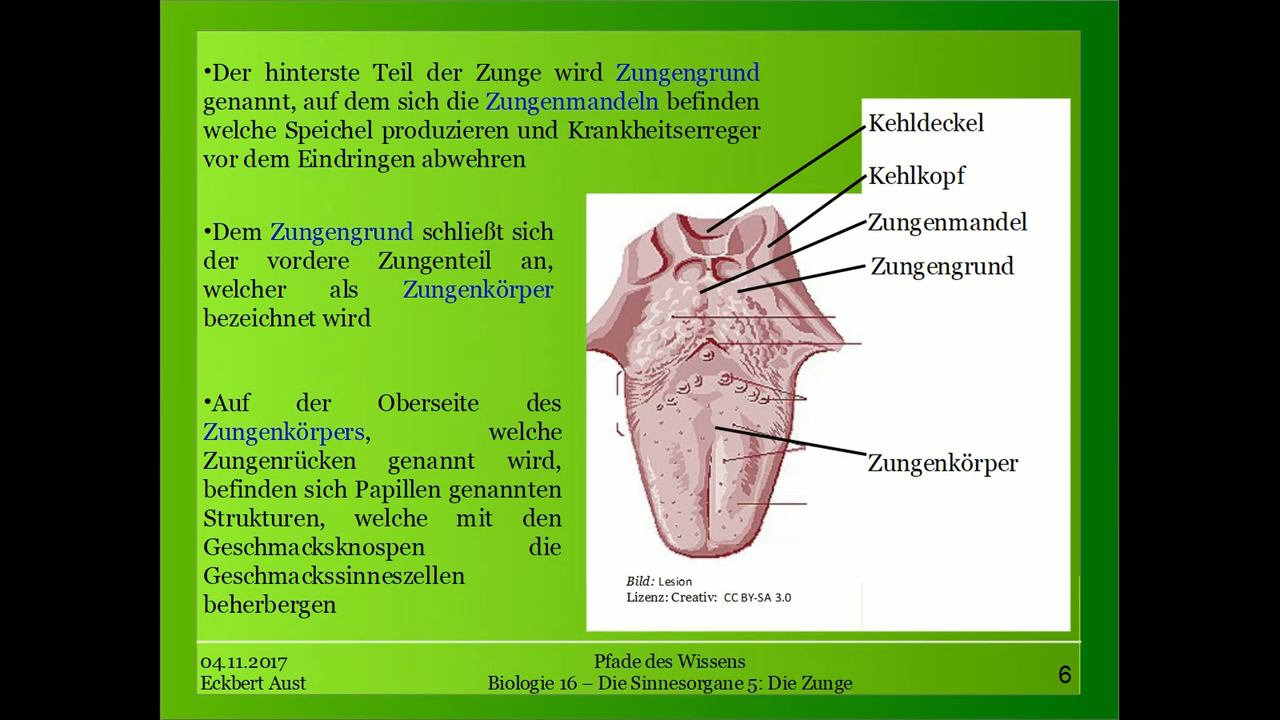 •Der hinterste Teil der Zunge wird Zungengrund
genannt, auf dem sich die Zungenmandeln befinden
welche Speichel produzieren und Krankheitserreger
vor dem Eindringen abwehren
•Dem Zungengrund schließt sich
der vordere Zungenteil an,
welcher als Zungenkörper
bezeichnet wird
•Auf der Oberseite des
Zungenkörpers, welche
Zungenrücken genannt wird,
befinden sich Papillen genannten
Strukturen, welche mit den
Geschmacksknospen die
Geschmackssinneszellen
beherbergen
Kehldeckel
Kehlkopf
Zungenmandel
Zungengrund
Zungenkörper
Bild: Lesion
Lizenz: Creativ: CC BY-SA 3.0
04.11.2017
Eckbert Aust
Pfade des Wissens
Biologie 16 – Die Sinnesorgane 5: Die Zunge
6